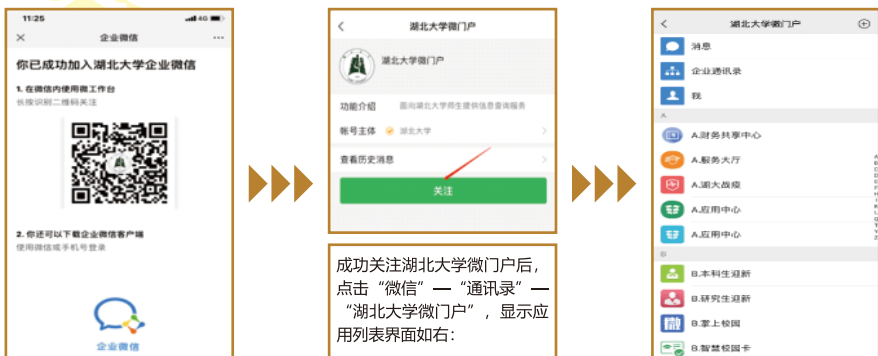 11:25
4G
企业微信
你已成功加入湖北大学企业微信
1. 在微信内使用微工作台
长按识别二维码关注
2. 你还可以下载企业微信客户端
使用微信或手机号登录
企业微信
湖北大学微门户
湖北大学微门户
功能介绍 面向湖北大学师生提供信息查询服务
帐号主体 湖北大学
查看历史消息
关注
成功关注湖北大学微门户后，
点击“微信”—“通讯录”—
“湖北大学微门户”，显示应
用列表界面如右：
湖北大学微门户
消息
企业通讯录
我
A
A.财务共享中心
A.服务大厅
A.湖大战疫
A.应用中心
A.应用中心
B
B.本科生迎新
B.研究生迎新
B.掌上校园
B.智慧校园卡